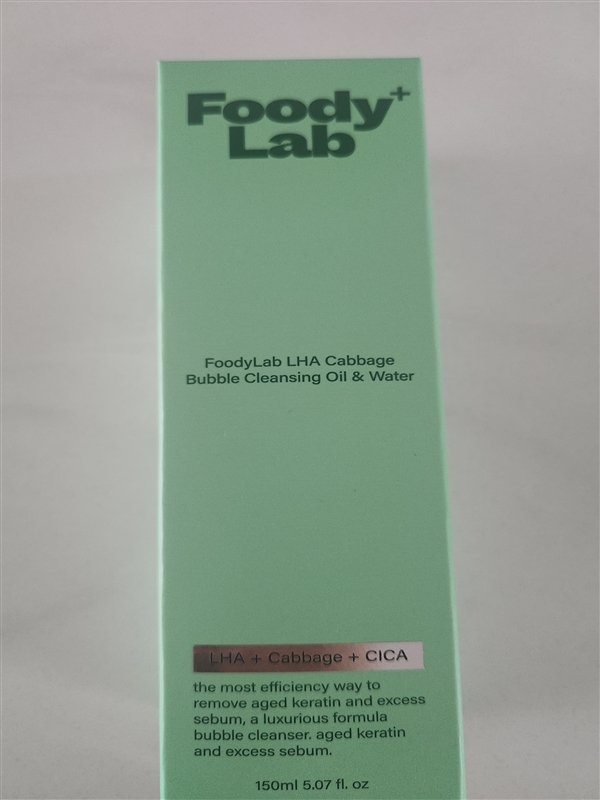 Foody+
Lab
FoodyLab LHA Cabbage
Bubble Cleansing Oil & Water
LHA + Cabbage + CICA
the most efficiency way to
remove aged keratin and excess
sebum, a luxurious formula
bubble cleanser. aged keratin
and excess sebum.
150ml 5.07 fl. oz